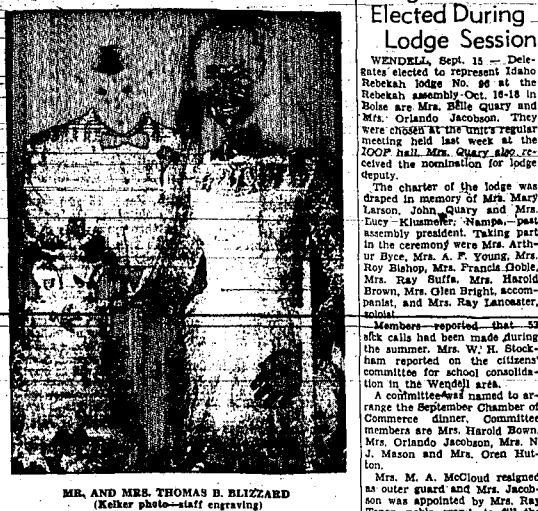 MR. AND MRS. THOMAS B. BLIZZARD
(Kelker photo—staff engraving)
Elected During
Lodge Session
WENDELL, Sept. 15 — Dele-
gates elected to represent Idaho
Rebekah lodge No. 96 at the
Rebekah assembly Oct. 16-18 in
Boise are Mrs. Belle Quary and
Mrs. Orlando Jacobson. They
were chosen at the unit's regular
meeting held last week at the
IOOF hall. Mrs. Quary also re-
ceived the nomination for lodge
deputy.
The charter of the lodge was
draped in memory of Mrs. Mary
Larson, John Quary and Mrs.
Lucy Klusmeier, Nampa, past
assembly president. Taking part
in the ceremony were Mrs. Arth-
ur Byce, Mrs. A. F. Young, Mrs.
Roy Bishop, Mrs. Francis Goble,
Mrs. Ray Suffa, Mrs. Harold
Brown, Mrs. Glen Bright, accom-
panist, and Mrs. Ray Lancaster,
soloist.
Members reported that 53
sick calls had been made during
the summer. Mrs. W. H. Stock-
ham reported on the citizens'
committee for school consolida-
tion in the Wendell area.
A committee was named to ar-
range the September Chamber of
Commerce dinner. Committee
members are Mrs. Harold Bown,
Mrs. Orlando Jacobson, Mrs. N.
J. Mason and Mrs. Oren Hut-
ton.
Mrs. M. A. McCloud resigned
as outer guard and Mrs. Jacob-
son was appointed by Mrs. Ray